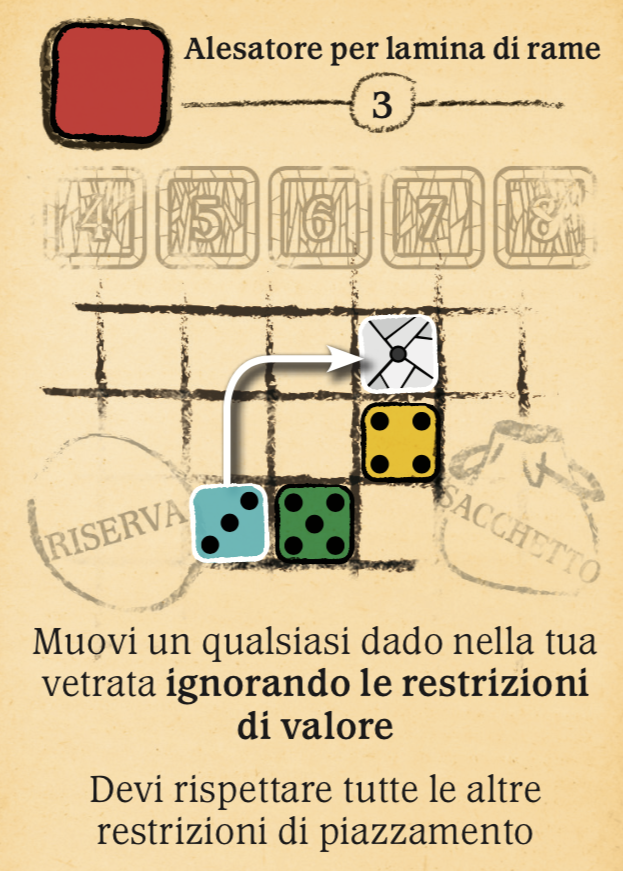 Alesatore per lamina di rame
3
4 5 6 7 8
RISERVA
SACCHETTO
Muovi un qualsiasi dado nella tua
vetrata ignorando le restrizioni
di valore
Devi rispettare tutte le altre
restrizioni di piazzamento